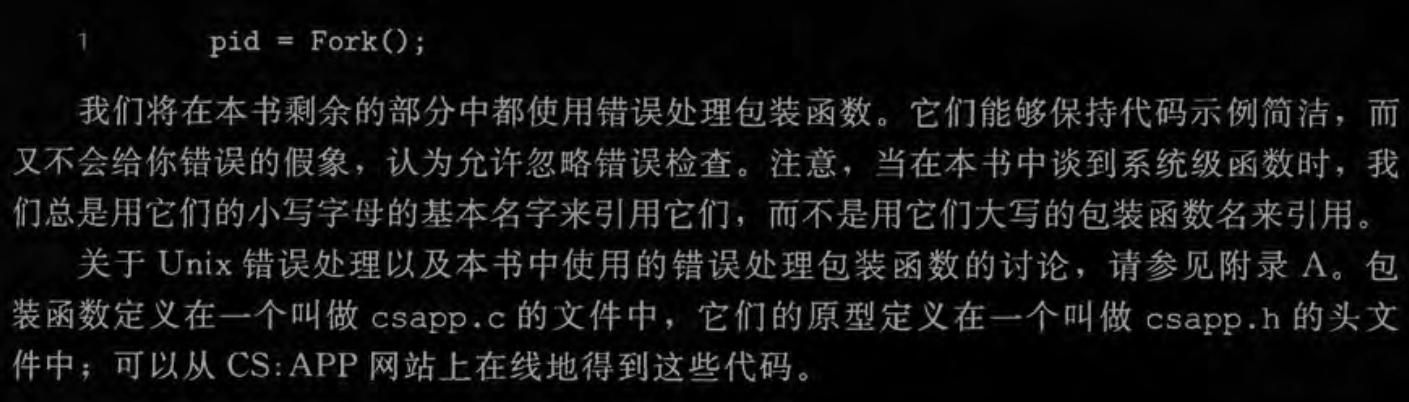 1 pid = Fork();
我们将在本书剩余的部分中都使用错误处理包装函数。它们能够保持代码示例简洁，而
又不会给你错误的假象，认为允许忽略错误检查。注意，当在本书中谈到系统级函数时，我
们总是用它们的小写字母的基本名字来引用它们，而不是用它们大写的包装函数名来引用。
关于 Unix 错误处理以及本书中使用的错误处理包装函数的讨论，请参见附录 A。包
装函数定义在一个叫做 csapp.c 的文件中，它们的原型定义在一个叫做 csapp.h 的头文
件中；可以从 CS:APP 网站上在线地得到这些代码。